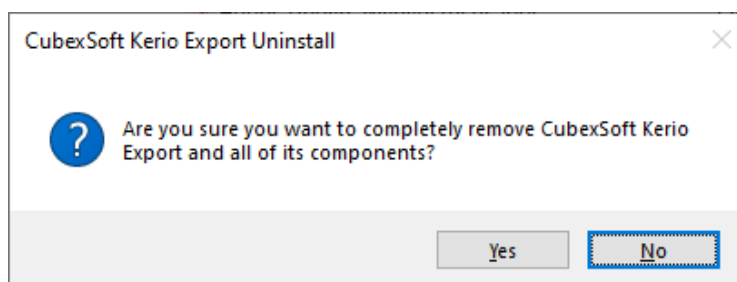 CubexSoft Kerio Export Uninstall
Are you sure you want to completely remove CubexSoft Kerio
Export and all of its components?
Yes
No